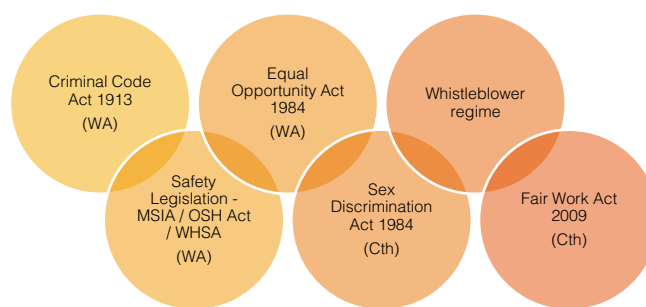 Criminal Code
Act 1913
(WA)
Safety
Legislation -
MSIA / OSH Act
/ WHSA
(WA)
Equal
Opportunity Act
1984
(WA)
Sex
Discrimination
Act 1984
(Cth)
Whistleblower
regime
Fair Work Act
2009
(Cth)